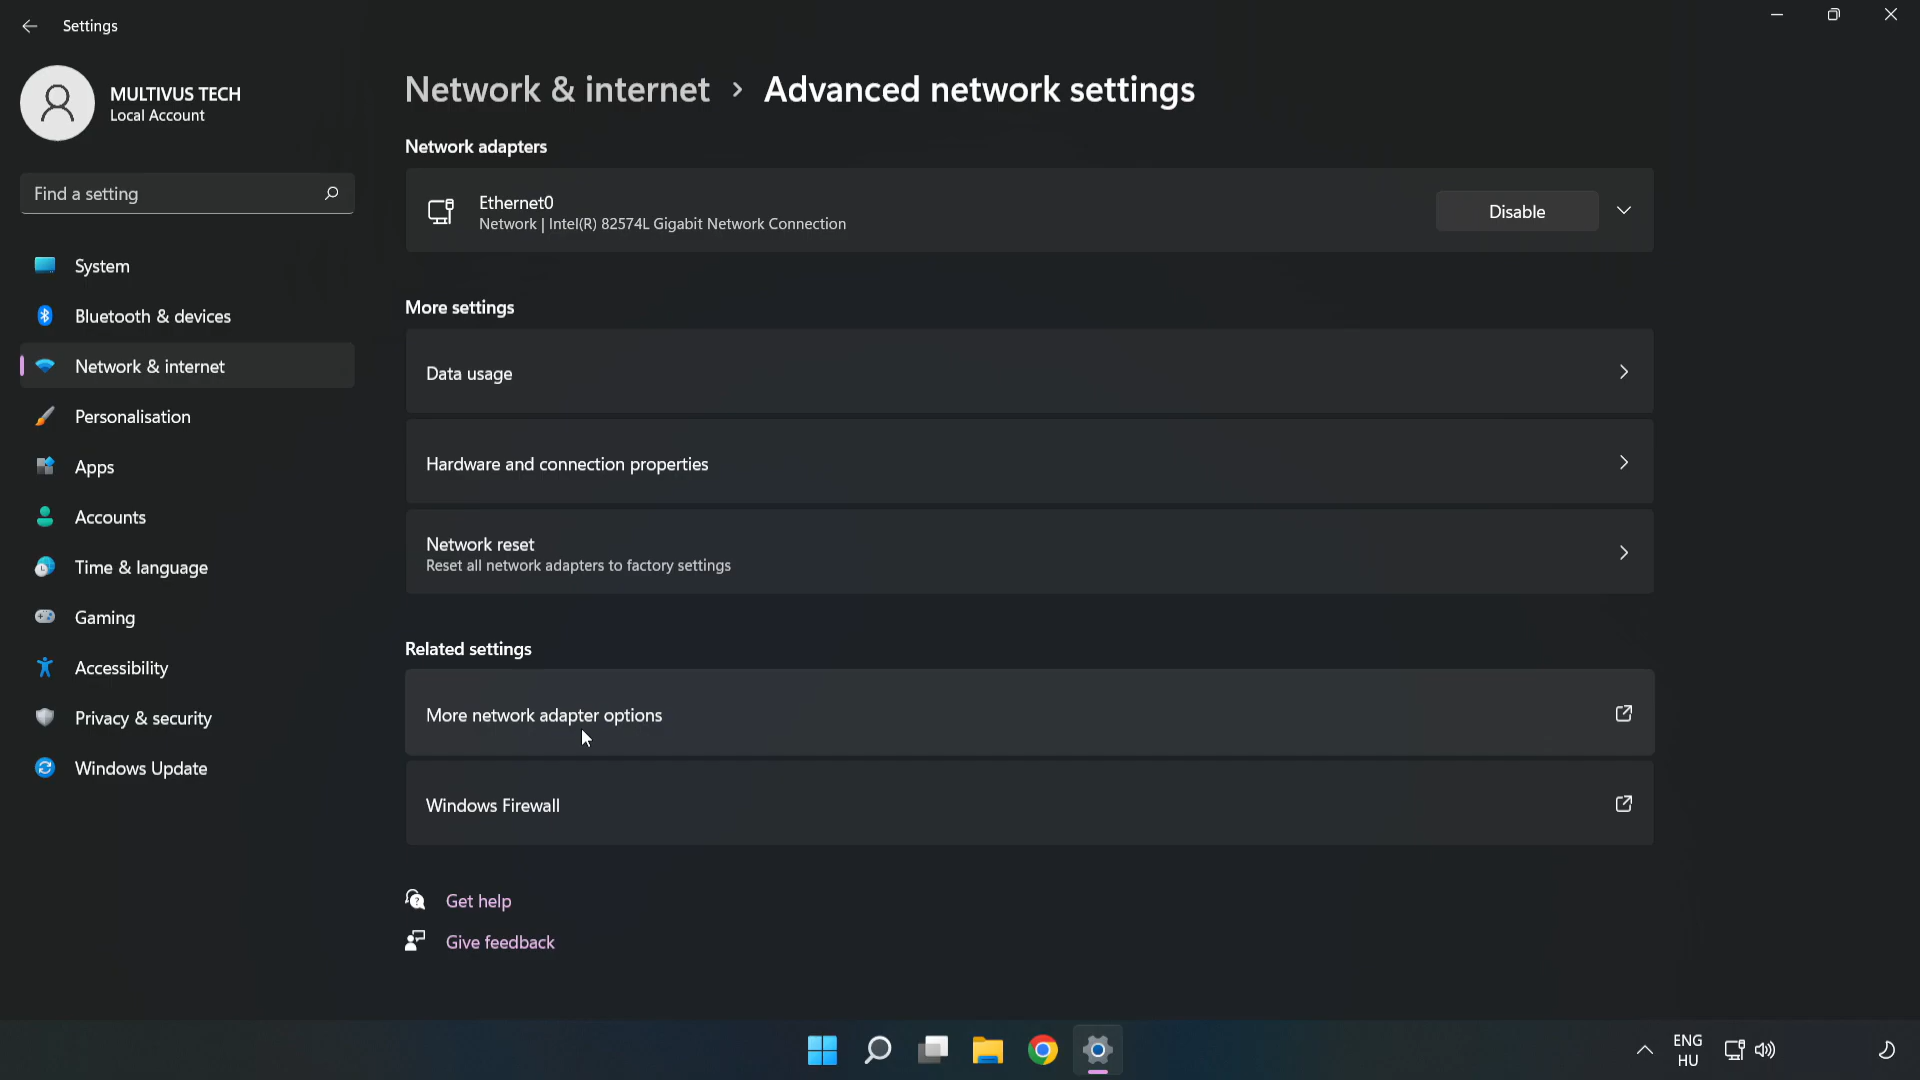 Settings
MULTIVUS TECH
Local Account
Find a setting
System
Bluetooth & devices
Network & internet
Personalisation
Apps
Accounts
Time & language
Gaming
Accessibility
Privacy & security
Windows Update
Network & internet > Advanced network settings
Network adapters
Ethernet0
Network | Intel(R) 82574L Gigabit Network Connection
Disable
More settings
Data usage
Hardware and connection properties
Network reset
Reset all network adapters to factory settings
Related settings
More network adapter options
Windows Firewall
Get help
Give feedback
ENG
HU